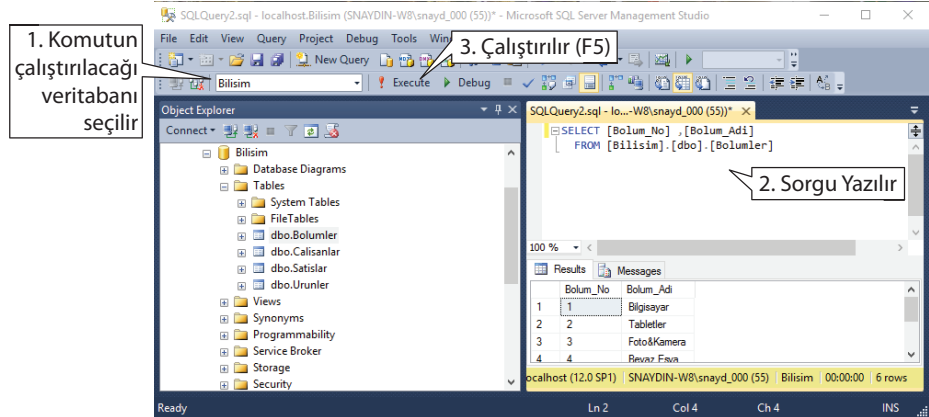 SQLQuery2.sql - localhost.Bilisim (SNAYDIN-W8\snayd_000 (55))* - Microsoft SQL Server Management Studio
File Edit View Query Project Debug Tools
1. Komutun
çalıştırılacağı
veritabanı
seçilir
3. Çalıştırılır (F5)
New Query
Bilisim
Execute Debug
Object Explorer
Connect
Bilisim
Database Diagrams
Tables
System Tables
FileTables
dbo.Bolumler
dbo.Calisanlar
dbo.Satislar
dbo.Urunler
Views
Synonyms
Programmability
Service Broker
Storage
Security
SQLQuery2.sql - lo...-W8\snayd_000 (55))*
SELECT [Bolum_No] ,[Bolum_Adi]
FROM [Bilisim].[dbo].[Bolumler]
2. Sorgu Yazılır
100 %
Results Messages
Bolum_No Bolum_Adi
1 1 Bilgisayar
2 2 Tabletler
3 3 Foto&Kamera
4 4 Beyaz Esya
ocalhost (12.0 SP1) SNAYDIN-W8\snayd_000 (55) Bilisim 00:00:00 6 rows
Ready Ln 2 Col 4 Ch 4 INS